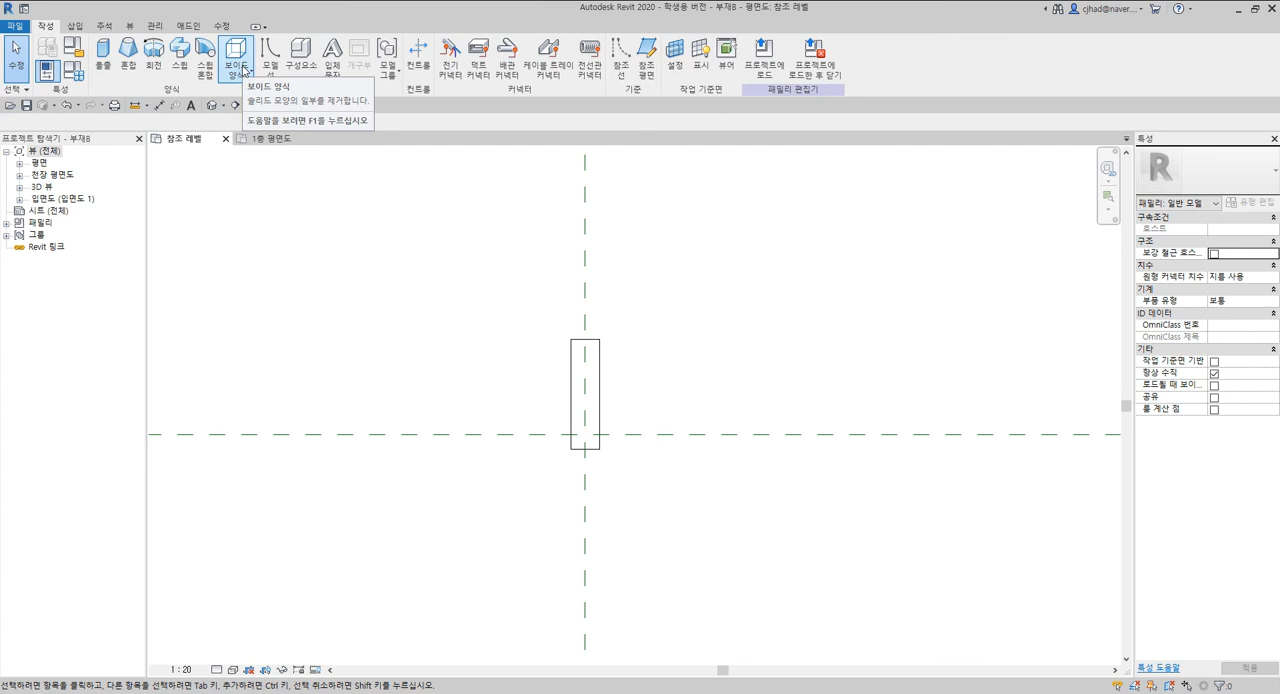 Autodesk Revit 2020 - 학생용 버전 - 부재B - 평면도: 참조 레벨
cjhad@naver....
파일 작성 삽입 주석 뷰 관리 애드인 수정
수정
돌출 혼합 회전 스윕 스윕 혼합 보이드 양식
모델 선 구성요소 입체 문자 개구부 모델 그룹
컨트롤
전기 커넥터 덕트 커넥터 배관 커넥터 케이블 트레이 커넥터 전선관 커넥터
참조 선 참조 평면
설정 표시 뷰어
프로젝트에 로드 프로젝트에 로드한 후 닫기
선택 특성 양식 컨트롤 커넥터 기준 작업 기준면 패밀리 편집기
보이드 양식
솔리드 모양의 일부를 제거합니다.
도움말을 보려면 F1을 누르십시오
프로젝트 탐색기 - 부재B
뷰 (전체)
평면
천장 평면도
3D 뷰
입면도 (입면도 1)
시트 (전체)
패밀리
그룹
Revit 링크
참조 레벨 1층 평면도
특성
패밀리: 일반 모델 유형 편집
구속조건
호스트
구조
보강 철근 호스...
치수
원형 커넥터 치수 지름 사용
기계
부품 유형 보통
ID 데이터
OmniClass 번호
OmniClass 제목
기타
작업 기준면 기반
항상 수직
로드될 때 보이...
공유
룸 계산 점
특성 도움말 적용
1 : 20
선택하려면 항목을 클릭하고, 다른 항목을 선택하려면 Tab 키, 추가하려면 Ctrl 키, 선택 취소하려면 Shift 키를 누르십시오.
:0